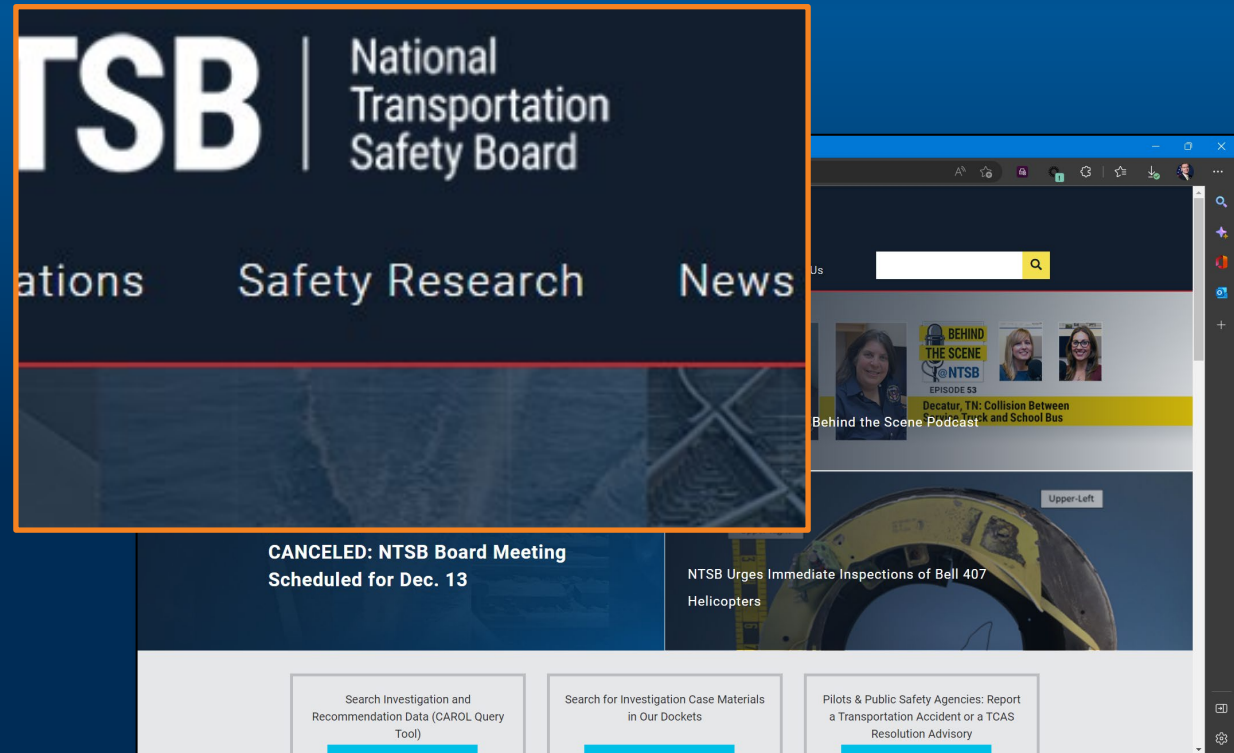 TSB
National
Transportation
Safety Board
ations Safety Research News
Us
BEHIND
THE SCENE
@NTSB
EPISODE 53
Decatur, TN: Collision Between
Service Truck and School Bus
Behind the Scene Podcast
CANCELED: NTSB Board Meeting
Scheduled for Dec. 13
Upper-Left
NTSB Urges Immediate Inspections of Bell 407
Helicopters
Search Investigation and
Recommendation Data (CAROL Query
Tool)
Search for Investigation Case Materials
in Our Dockets
Pilots & Public Safety Agencies: Report
a Transportation Accident or a TCAS
Resolution Advisory